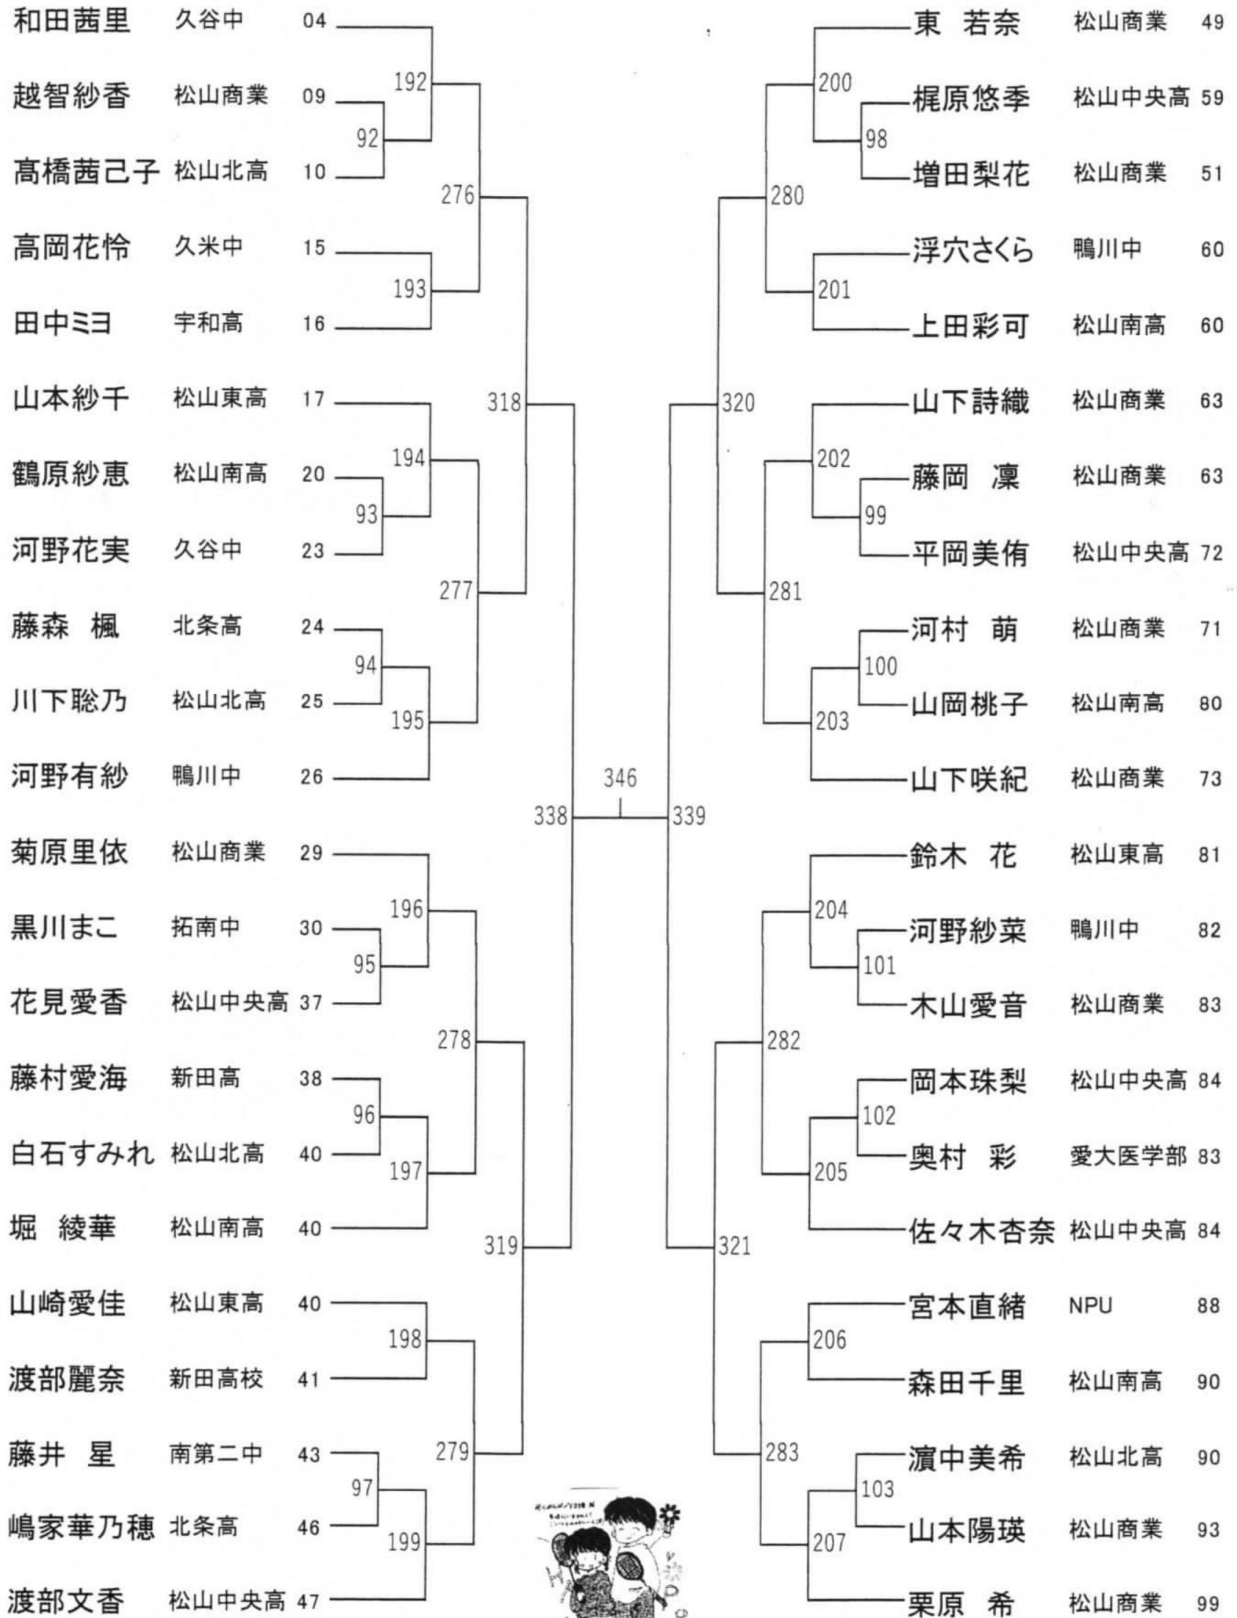 和田茜里 久谷中 04
192
越智紗香 松山商業 09
92
髙橋茜己子 松山北高 10
276
高岡花怜 久米中 15
193
田中ミヨ 宇和高 16
318
山本紗千 松山東高 17
194
鶴原紗恵 松山南高 20
93
河野花実 久谷中 23
277
藤森 楓 北条高 24
94
川下聡乃 松山北高 25
195
河野有紗 鴨川中 26
338
菊原里依 松山商業 29
196
黒川まこ 拓南中 30
95
花見愛香 松山中央高 37
278
藤村愛海 新田高 38
96
白石すみれ 松山北高 40
197
堀 綾華 松山南高 40
319
山崎愛佳 松山東高 40
198
渡部麗奈 新田高校 41
279
藤井 星 南第二中 43
97
嶋家華乃穂 北条高 46
199
渡部文香 松山中央高 47
346
東 若奈 松山商業 49
200
梶原悠季 松山中央高 59
98
増田梨花 松山商業 51
280
浮穴さくら 鴨川中 60
201
上田彩可 松山南高 60
320
山下詩織 松山商業 63
202
藤岡 凜 松山商業 63
99
平岡美侑 松山中央高 72
281
河村 萌 松山商業 71
100
山岡桃子 松山南高 80
203
山下咲紀 松山商業 73
339
鈴木 花 松山東高 81
204
河野紗菜 鴨川中 82
101
木山愛音 松山商業 83
282
岡本珠梨 松山中央高 84
102
奥村 彩 愛大医学部 83
205
佐々木杏奈 松山中央高 84
321
宮本直緒 NPU 88
206
森田千里 松山南高 90
283
濵中美希 松山北高 90
103
山本陽瑛 松山商業 93
207
栗原 希 松山商業 99